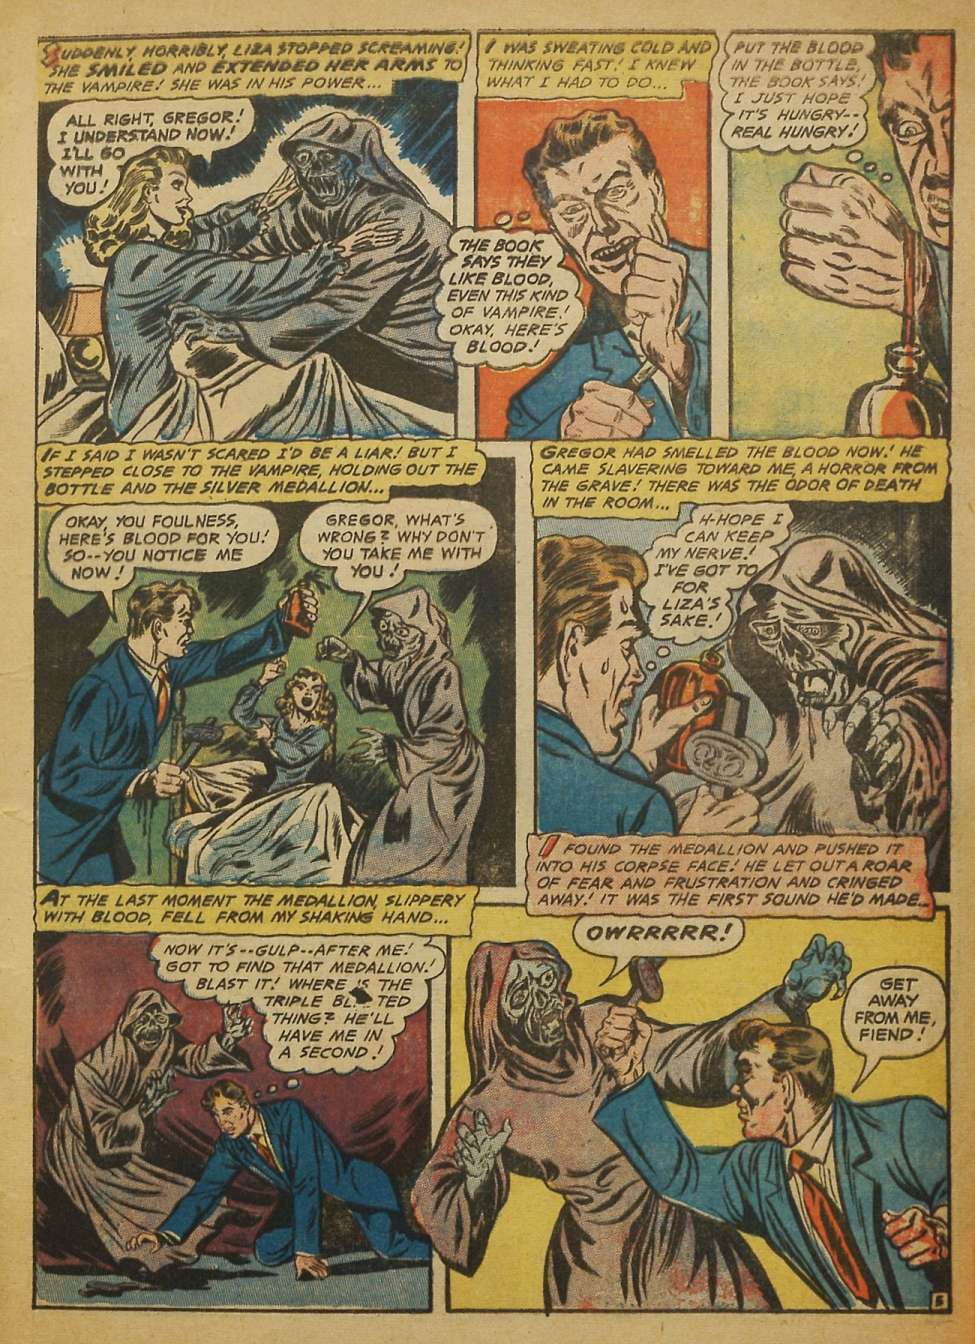 SUDDENLY, HORRIBLY, LIZA STOPPED SCREAMING!
SHE SMILED AND EXTENDED HER ARMS TO
THE VAMPIRE! SHE WAS IN HIS POWER...
ALL RIGHT, GREGOR!
I UNDERSTAND NOW!
I'LL GO
WITH
YOU!
I WAS SWEATING COLD AND
THINKING FAST! I KNEW
WHAT I HAD TO DO...
THE BOOK
SAYS THEY
LIKE BLOOD,
EVEN THIS KIND
OF VAMPIRE!
OKAY, HERE'S
BLOOD!
PUT THE BLOOD
IN THE BOTTLE,
THE BOOK SAYS!
I JUST HOPE
IT'S HUNGRY--
REAL HUNGRY!
IF I SAID I WASN'T SCARED I'D BE A LIAR! BUT I
STEPPED CLOSE TO THE VAMPIRE, HOLDING OUT THE
BOTTLE AND THE SILVER MEDALLION...
OKAY, YOU FOULNESS,
HERE'S BLOOD FOR YOU!
SO--YOU NOTICE ME
NOW!
GREGOR, WHAT'S
WRONG? WHY DON'T
YOU TAKE ME WITH
YOU!
GREGOR HAD SMELLED THE BLOOD NOW! HE
CAME SLAVERING TOWARD ME, A HORROR FROM
THE GRAVE! THERE WAS THE ODOR OF DEATH
IN THE ROOM...
H-HOPE I
CAN KEEP
MY NERVE!
I'VE GOT TO
FOR
LIZA'S
SAKE!
AT THE LAST MOMENT THE MEDALLION, SLIPPERY
WITH BLOOD, FELL FROM MY SHAKING HAND...
NOW IT'S--GULP--AFTER ME!
GOT TO FIND THAT MEDALLION!
BLAST IT! WHERE IS THE
TRIPLE BL TED
THING? HE'LL
HAVE ME IN
A SECOND!
I FOUND THE MEDALLION AND PUSHED IT
INTO HIS CORPSE FACE! HE LET OUT A ROAR
OF FEAR AND FRUSTRATION AND CRINGED
AWAY! IT WAS THE FIRST SOUND HE'D MADE...
OWRRRRR!
GET
AWAY
FROM ME,
FIEND!
5